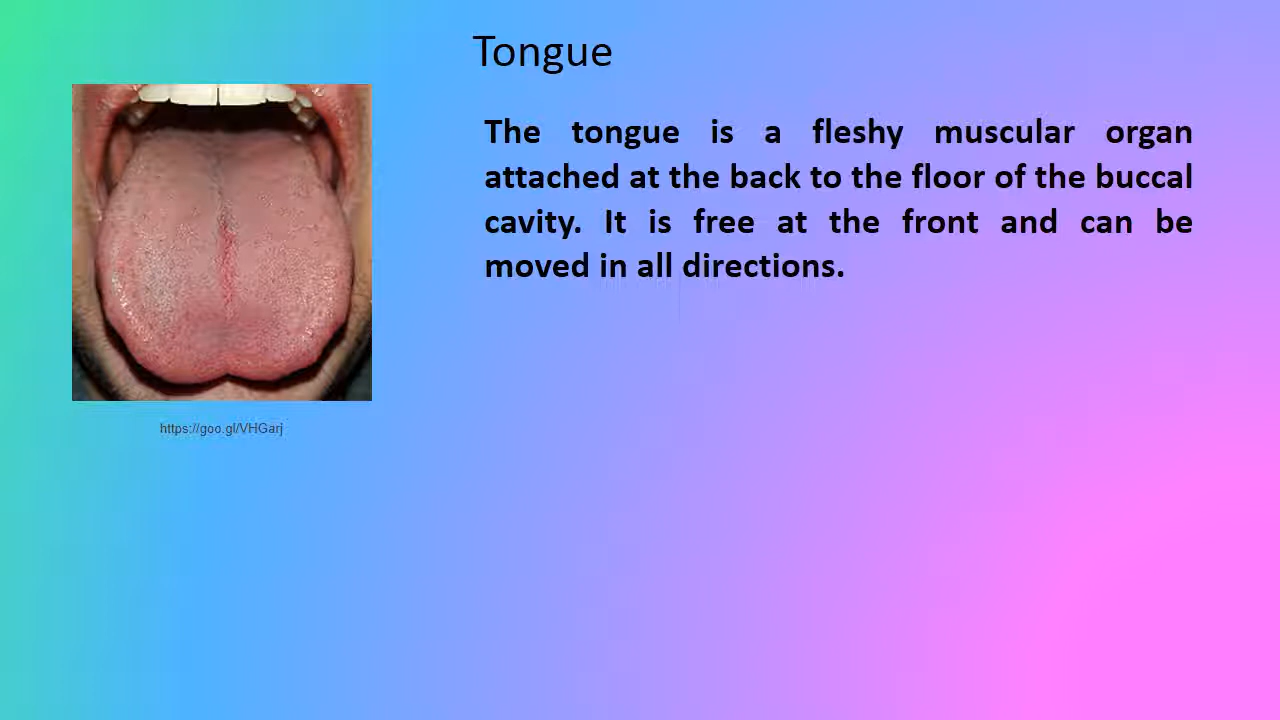 Tongue
The tongue is a fleshy muscular organ
attached at the back to the floor of the buccal
cavity. It is free at the front and can be
moved in all directions.
https://goo.gl/VHGarj